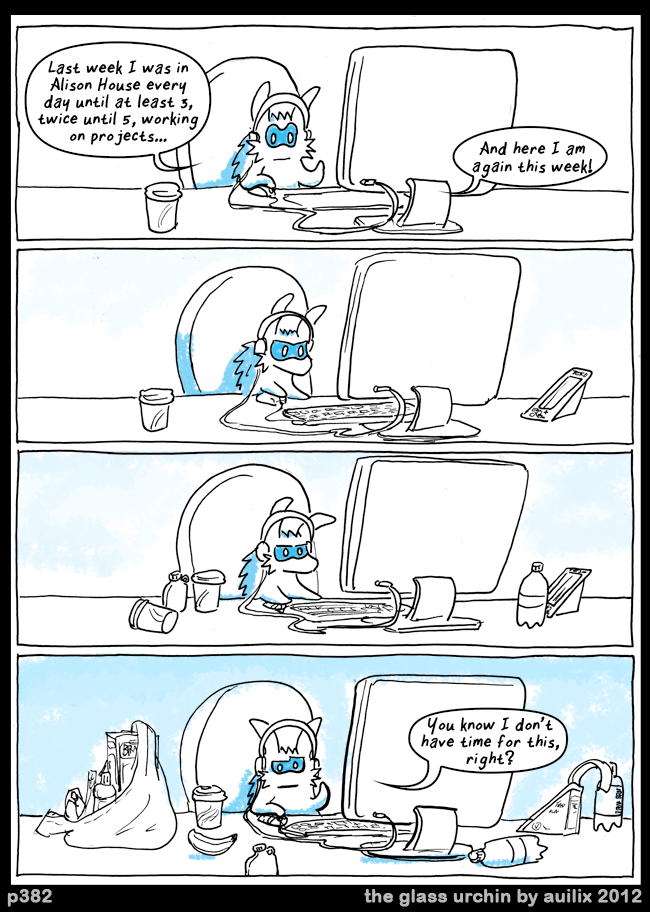 Last week I was in
Alison House every
day until at least 3,
twice until 5, working
on projects...
And here I am
again this week!
You know I don't
have time for this,
right?
p382
the glass urchin by auilix 2012